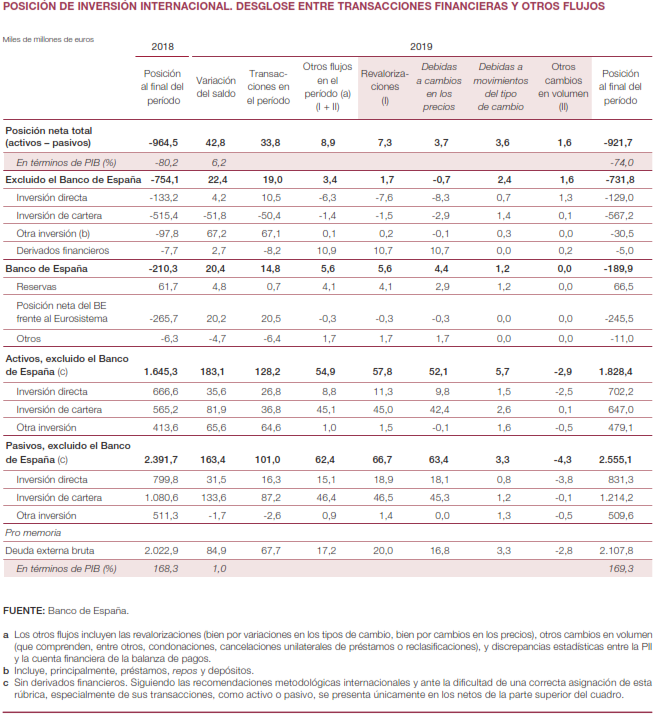 POSICIÓN DE INVERSIÓN INTERNACIONAL. DESGLOSE ENTRE TRANSACCIONES FINANCIERAS Y OTROS FLUJOS
Miles de millones de euros
2018 2019
Posición al final del período | Variación del saldo | Transac-ciones en el período | Otros flujos en el período (a) (I + II) | Revaloriza-ciones (I) | Debidas a cambios en los precios | Debidas a movimientos del tipo de cambio | Otros cambios en volumen (II) | Posición al final del período
Posición neta total
(activos – pasivos) -964,5 42,8 33,8 8,9 7,3 3,7 3,6 1,6 -921,7
En términos de PIB (%) -80,2 6,2 -74,0
Excluido el Banco de España -754,1 22,4 19,0 3,4 1,7 -0,7 2,4 1,6 -731,8
Inversión directa -133,2 4,2 10,5 -6,3 -7,6 -8,3 0,7 1,3 -129,0
Inversión de cartera -515,4 -51,8 -50,4 -1,4 -1,5 -2,9 1,4 0,1 -567,2
Otra inversión (b) -97,8 67,2 67,1 0,1 0,2 -0,1 0,3 0,0 -30,5
Derivados financieros -7,7 2,7 -8,2 10,9 10,7 10,7 0,0 0,2 -5,0
Banco de España -210,3 20,4 14,8 5,6 5,6 4,4 1,2 0,0 -189,9
Reservas 61,7 4,8 0,7 4,1 4,1 2,9 1,2 0,0 66,5
Posición neta del BE
frente al Eurosistema -265,7 20,2 20,5 -0,3 -0,3 -0,3 0,0 0,0 -245,5
Otros -6,3 -4,7 -6,4 1,7 1,7 1,7 0,0 0,0 -11,0
Activos, excluido el Banco
de España (c) 1.645,3 183,1 128,2 54,9 57,8 52,1 5,7 -2,9 1.828,4
Inversión directa 666,6 35,6 26,8 8,8 11,3 9,8 1,5 -2,5 702,2
Inversión de cartera 565,2 81,9 36,8 45,1 45,0 42,4 2,6 0,1 647,0
Otra inversión 413,6 65,6 64,6 1,0 1,5 -0,1 1,6 -0,5 479,1
Pasivos, excluido el Banco
de España (c) 2.391,7 163,4 101,0 62,4 66,7 63,4 3,3 -4,3 2.555,1
Inversión directa 799,8 31,5 16,3 15,1 18,9 18,1 0,8 -3,8 831,3
Inversión de cartera 1.080,6 133,6 87,2 46,4 46,5 45,3 1,2 -0,1 1.214,2
Otra inversión 511,3 -1,7 -2,6 0,9 1,4 0,0 1,3 -0,5 509,6
Pro memoria
Deuda externa bruta 2.022,9 84,9 67,7 17,2 20,0 16,8 3,3 -2,8 2.107,8
En términos de PIB (%) 168,3 1,0 169,3
FUENTE: Banco de España.
a Los otros flujos incluyen las revalorizaciones (bien por variaciones en los tipos de cambio, bien por cambios en los precios), otros cambios en volumen
(que comprenden, entre otros, condonaciones, cancelaciones unilaterales de préstamos o reclasificaciones), y discrepancias estadísticas entre la PII
y la cuenta financiera de la balanza de pagos.
b Incluye, principalmente, préstamos, repos y depósitos.
c Sin derivados financieros. Siguiendo las recomendaciones metodológicas internacionales y ante la dificultad de una correcta asignación de esta
rúbrica, especialmente de sus transacciones, como activo o pasivo, se presenta únicamente en los netos de la parte superior del cuadro.